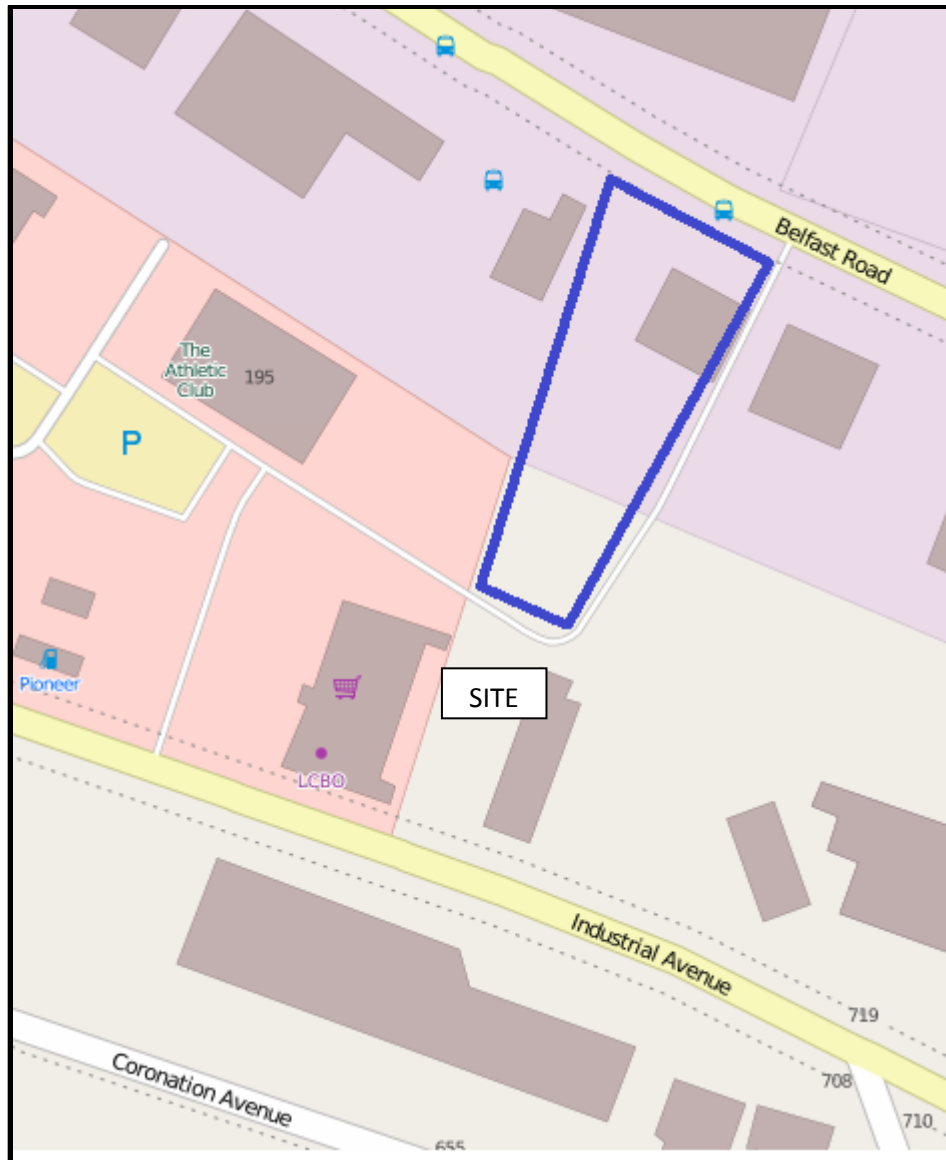 Belfast Road
The
Athletic
Club
195
P
Pioneer
SITE
LCBO
Industrial Avenue
719
708
710
Coronation Avenue
655